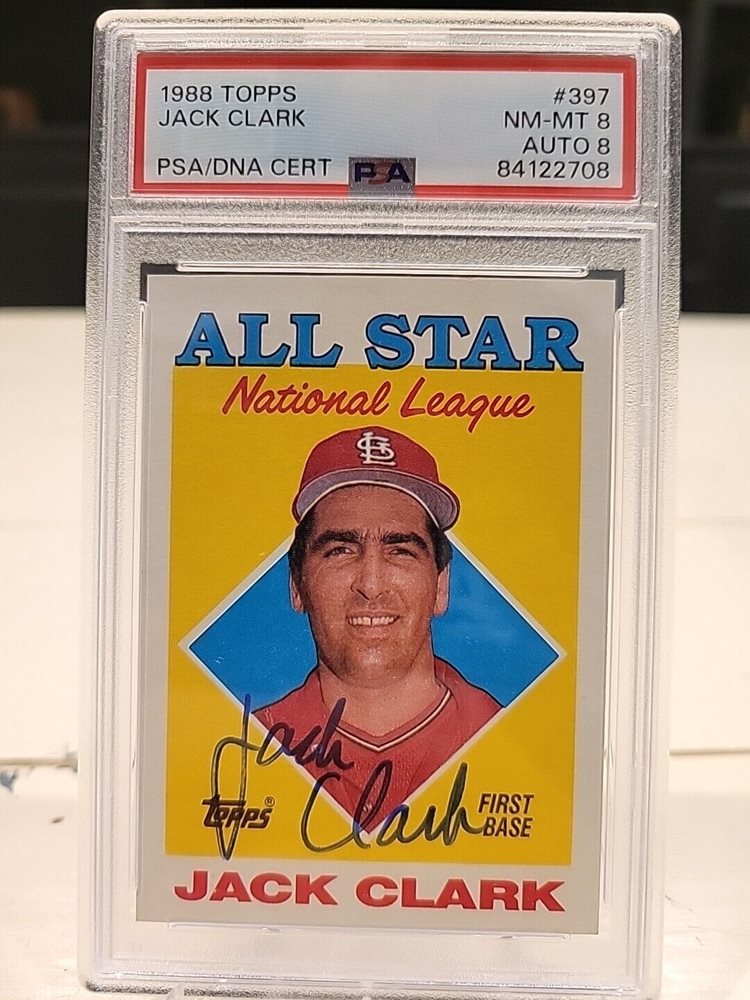 1988 TOPPS #397
JACK CLARK NM-MT 8
AUTO 8
PSA/DNA CERT PSA 84122708
ALL STAR
National League
STL
Jack
Clark
TOPPS®
FIRST
BASE
JACK CLARK